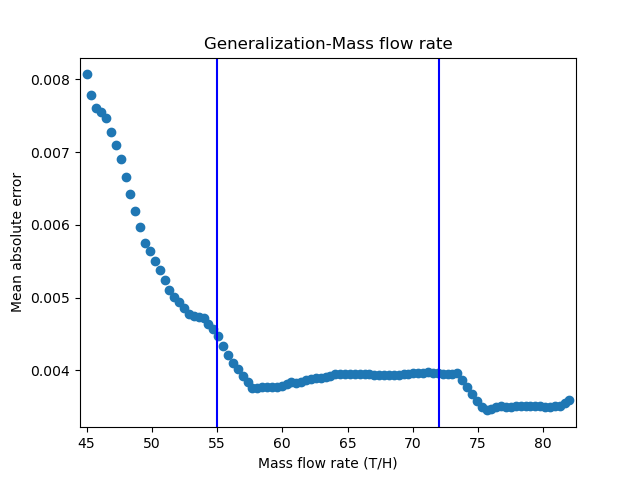 Generalization-Mass flow rate
Mean absolute error
0.008
0.007
0.006
0.005
0.004
45 50 55 60 65 70 75 80
Mass flow rate (T/H)